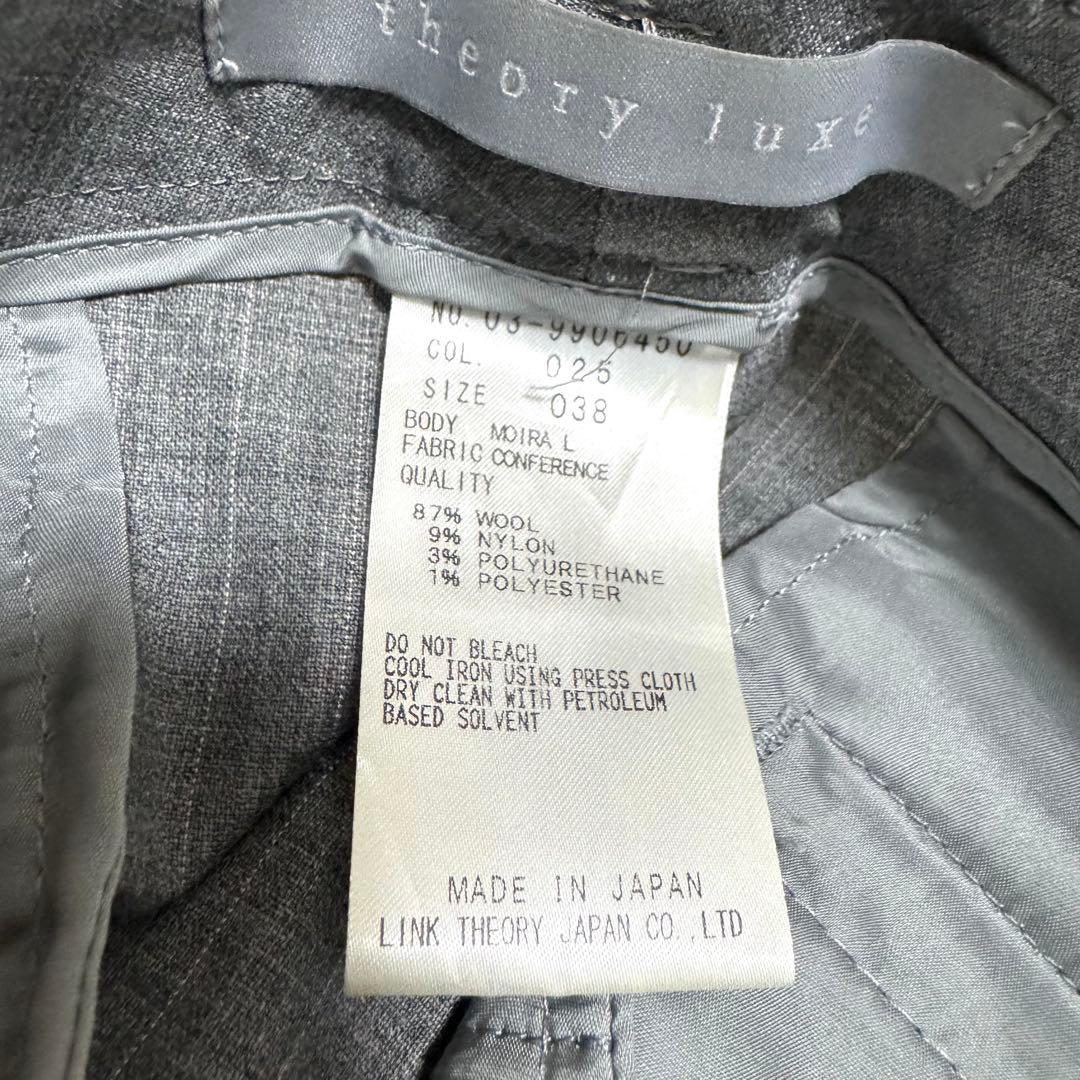 theory luxe
NO. 03-9906450
COL. 025
SIZE 038
BODY MOIRA L
FABRIC CONFERENCE
QUALITY
87% WOOL
9% NYLON
3% POLYURETHANE
1% POLYESTER
DO NOT BLEACH
COOL IRON USING PRESS CLOTH
DRY CLEAN WITH PETROLEUM
BASED SOLVENT
MADE IN JAPAN
LINK THEORY JAPAN CO.,LTD